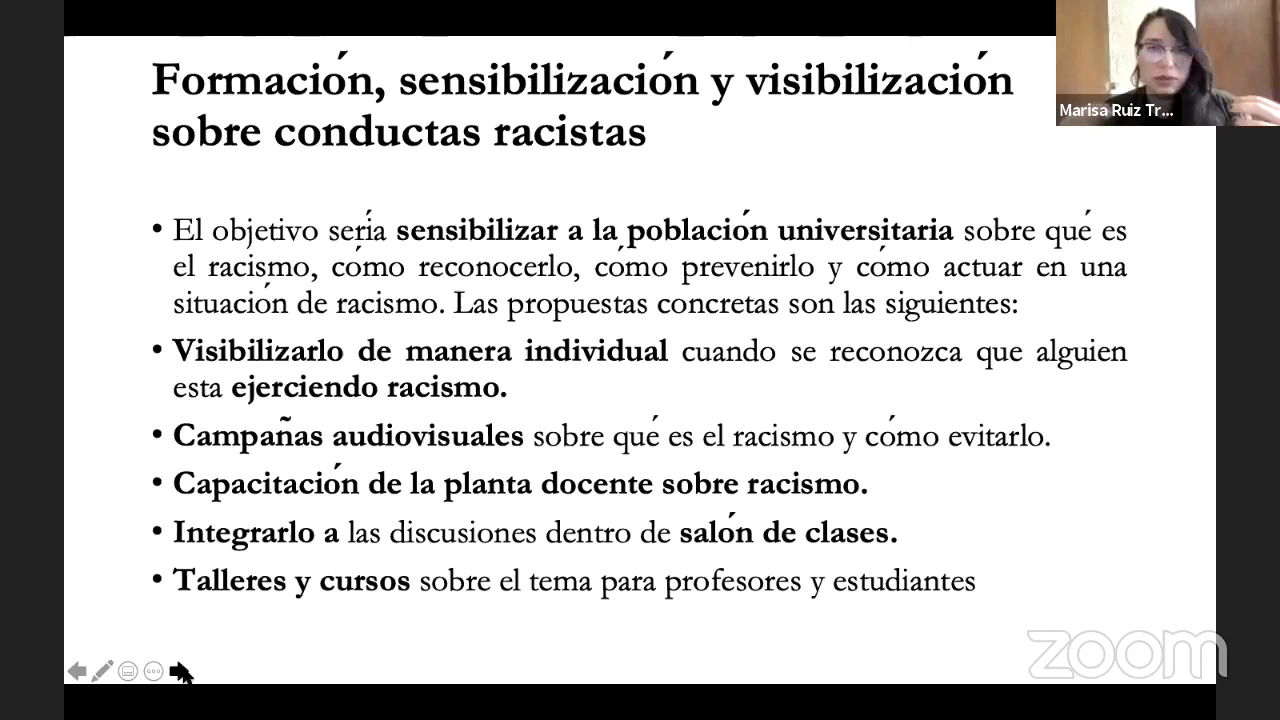 Formación, sensibilización y visibilización
sobre conductas racistas
Marisa Ruiz Tr...
• El objetivo sería sensibilizar a la población universitaria sobre qué es
el racismo, cómo reconocerlo, cómo prevenirlo y cómo actuar en una
situación de racismo. Las propuestas concretas son las siguientes:
• Visibilizarlo de manera individual cuando se reconozca que alguien
esta ejerciendo racismo.
• Campañas audiovisuales sobre qué es el racismo y cómo evitarlo.
• Capacitación de la planta docente sobre racismo.
• Integrarlo a las discusiones dentro de salón de clases.
• Talleres y cursos sobre el tema para profesores y estudiantes
zoom